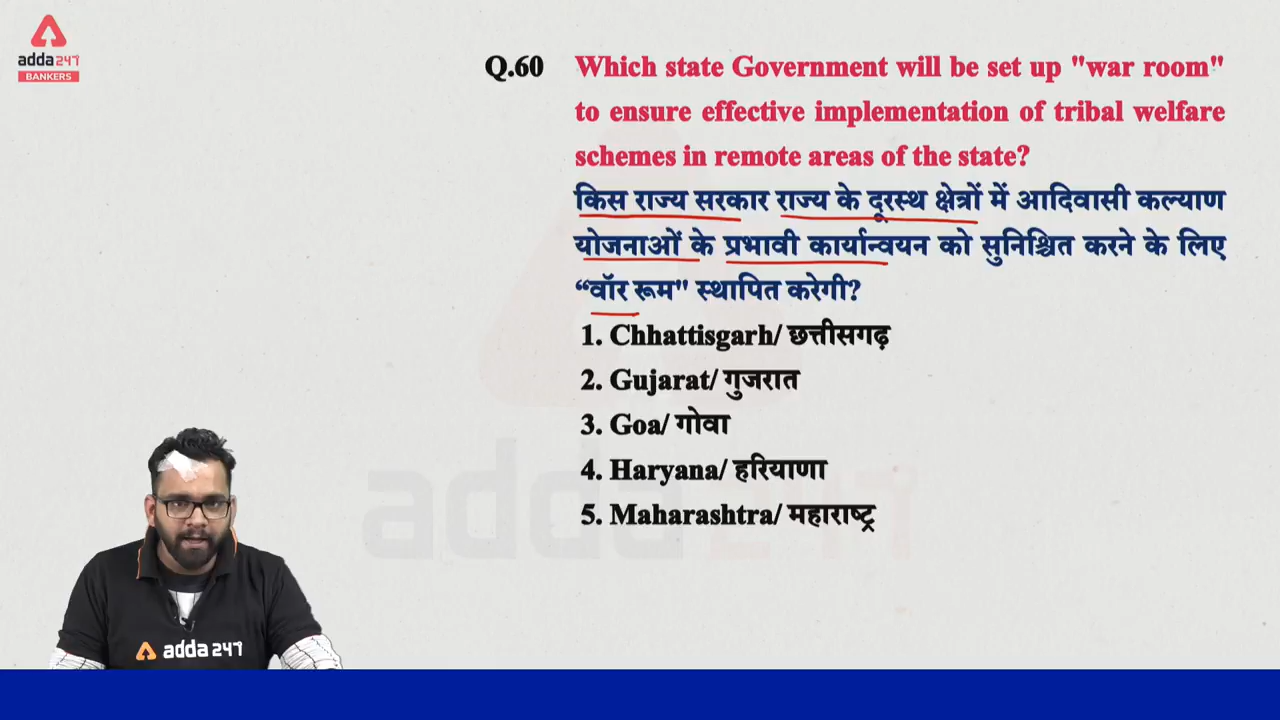 adda247
BANKERS
Q.60 Which state Government will be set up "war room"
to ensure effective implementation of tribal welfare
schemes in remote areas of the state?
किस राज्य सरकार राज्य के दूरस्थ क्षेत्रों में आदिवासी कल्याण
योजनाओं के प्रभावी कार्यान्वयन को सुनिश्चित करने के लिए
“वॉर रूम" स्थापित करेगी?
1. Chhattisgarh/ छत्तीसगढ़
2. Gujarat/ गुजरात
3. Goa/ गोवा
4. Haryana/ हरियाणा
5. Maharashtra/ महाराष्ट्र
adda247
adda247